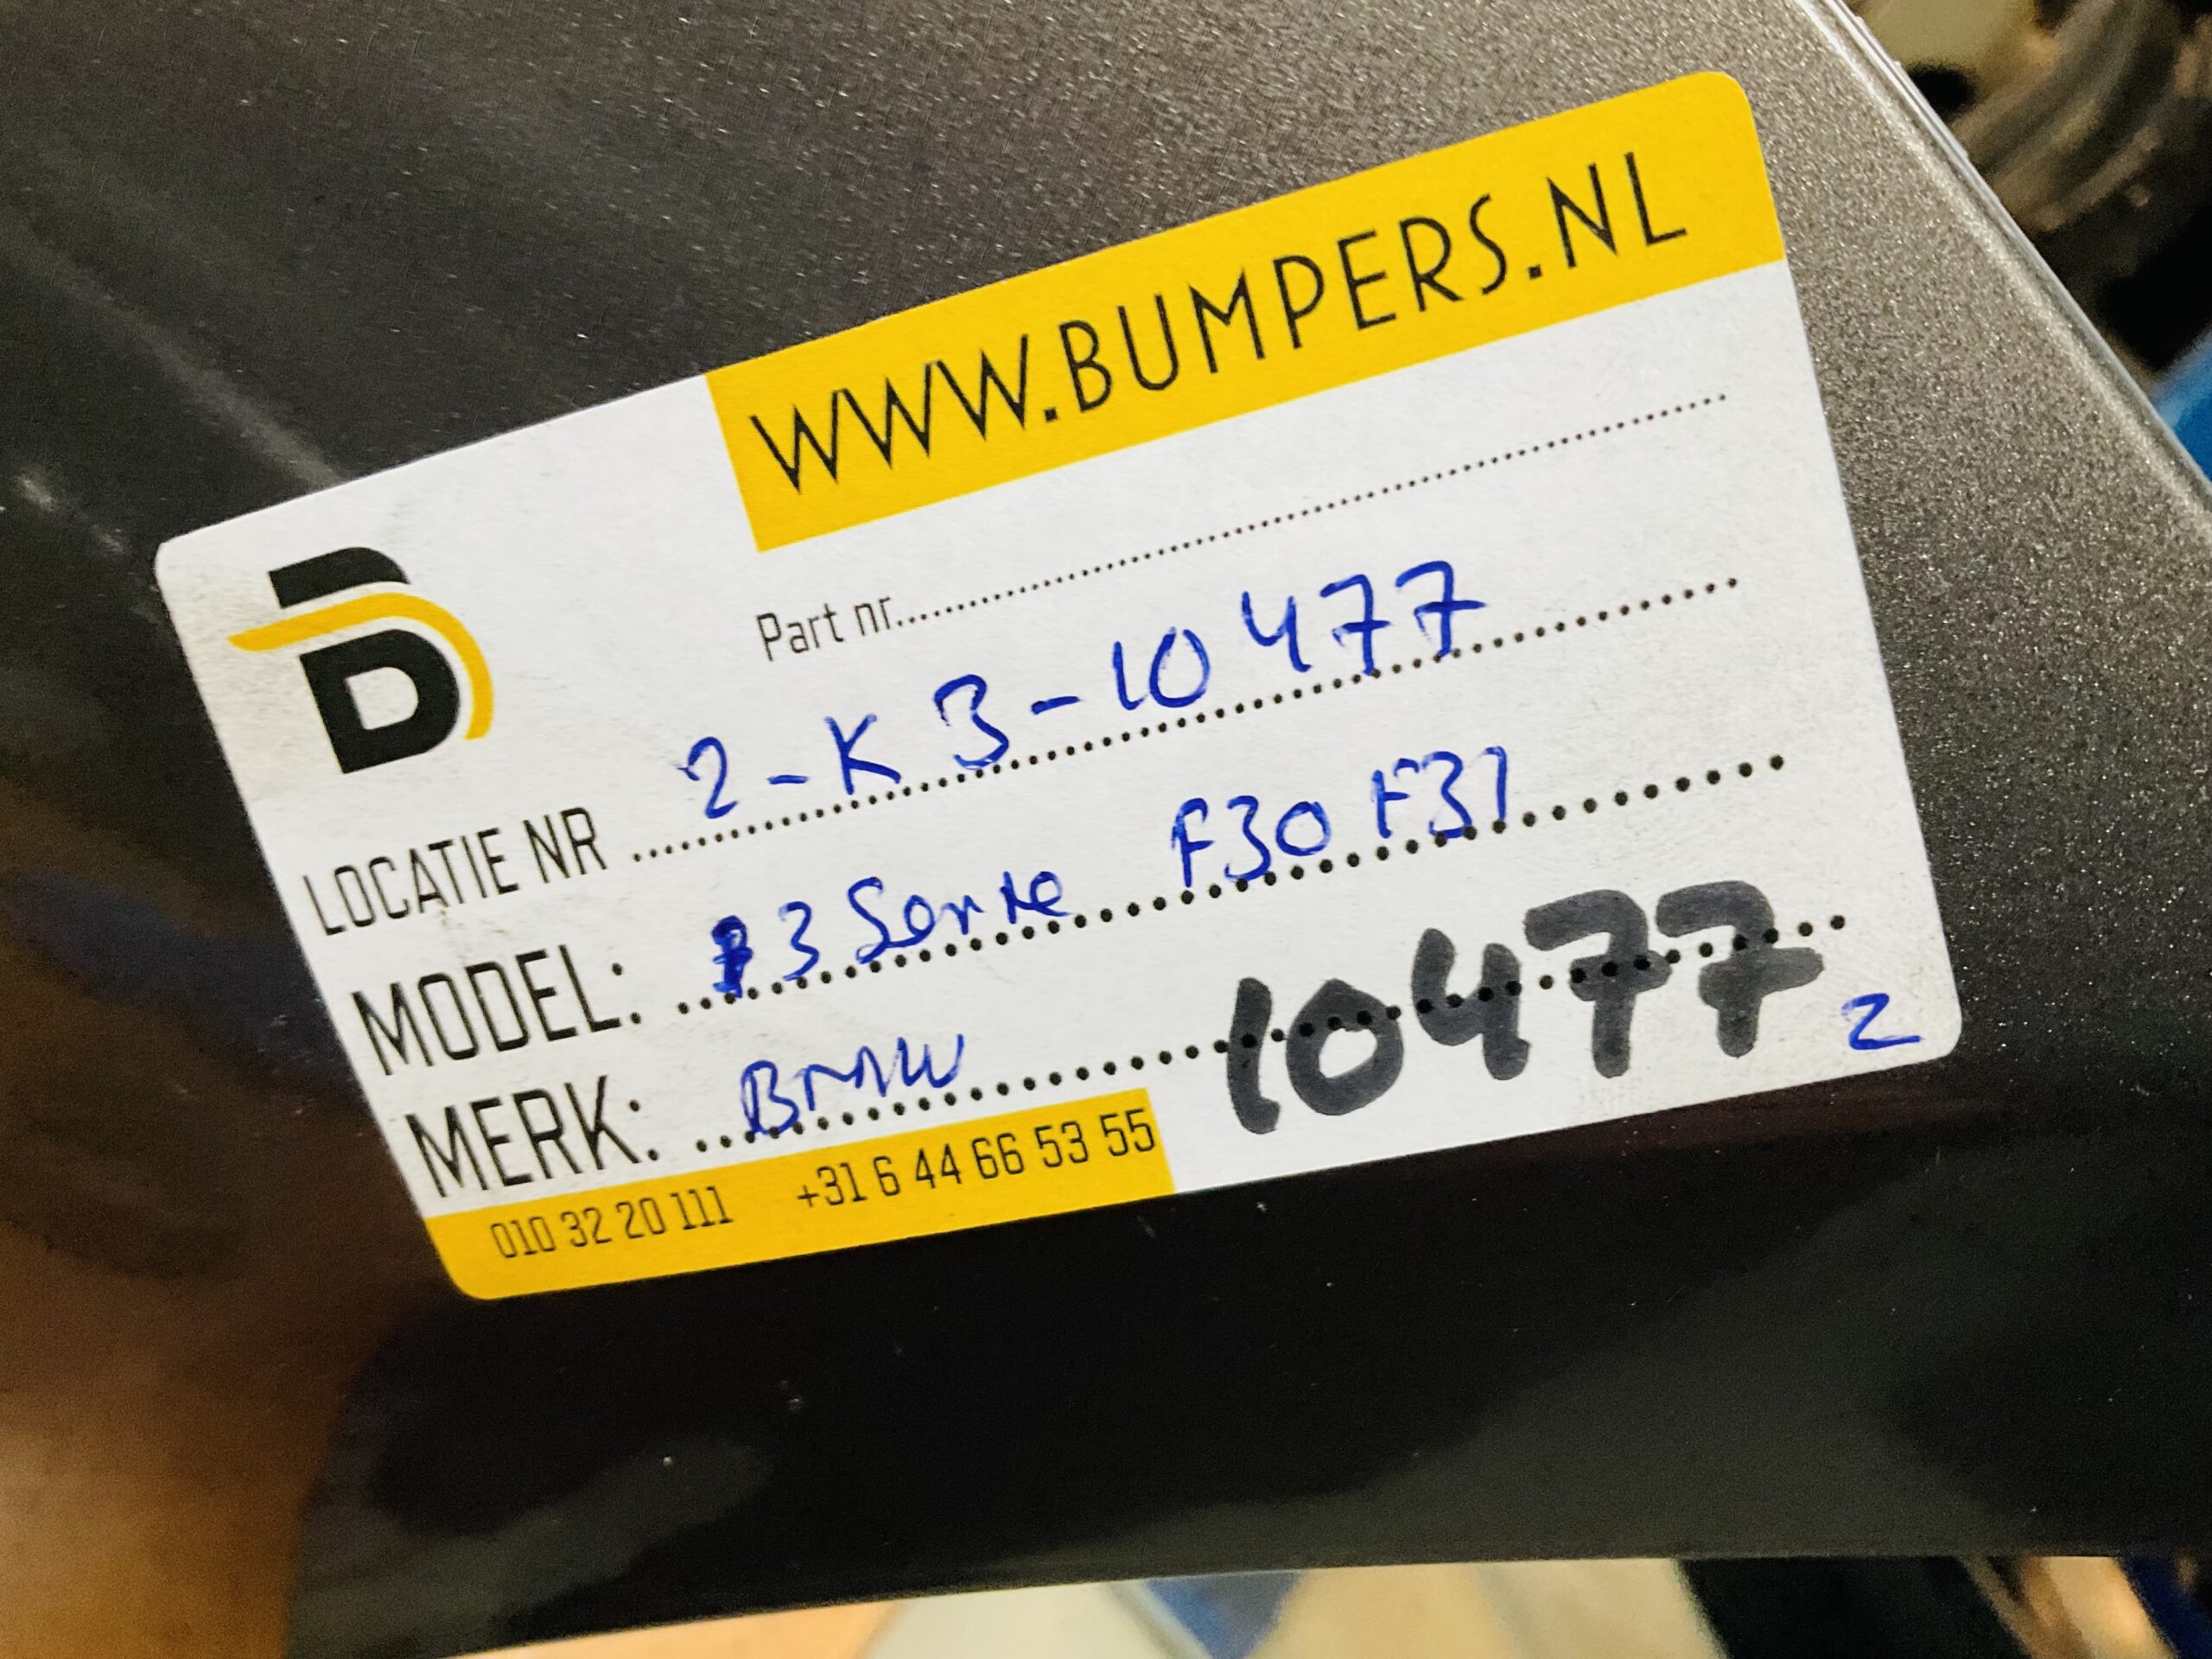 WWW.BUMPERS.NL
B
Part nr.
LOCATIE NR 2-K3-10477
MODEL: 3 Serie F30 F31
MERK: BMW
10477
2
010 32 20 111 +31 6 44 66 53 55